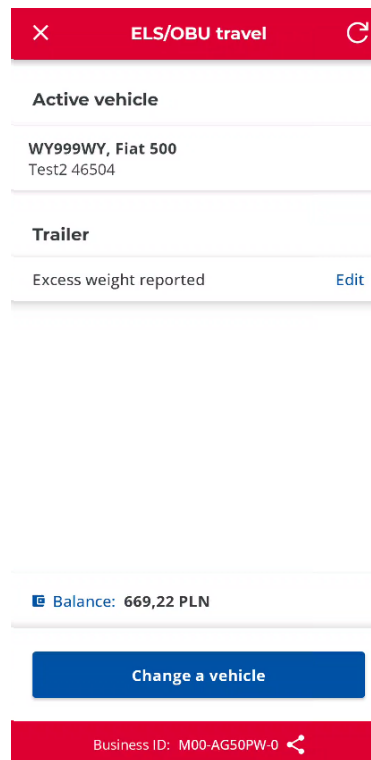 ELS/OBU travel
Active vehicle
WY999WY, Fiat 500
Test2 46504
Trailer
Excess weight reported Edit
Balance: 669,22 PLN
Change a vehicle
Business ID: M00-AG50PW-0